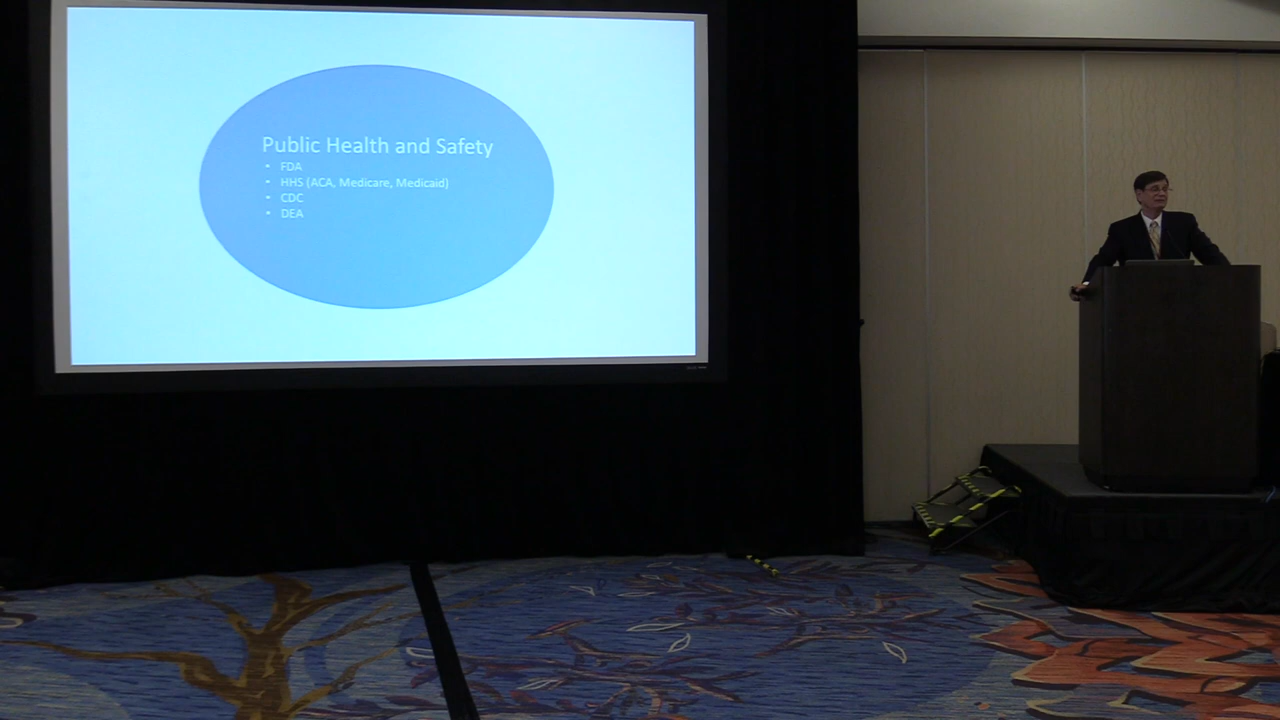 Public Health and Safety
• FDA
• HHS (ACA, Medicare, Medicaid)
• CDC
• DEA